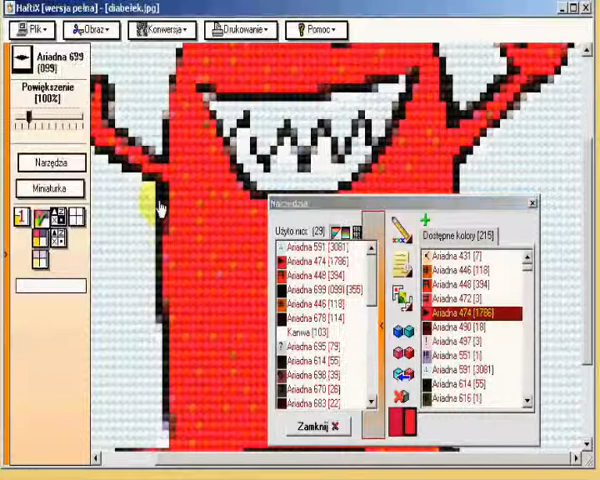 HaftiX [wersja pełna] - [diabełek.jpg]
Plik
Obraz
Konwersja
Drukowanie
Pomoc
Ariadna 699
(099)
Powiększenie
[100%]
Narzędzia
Miniaturka
1
Narzędzia
Użyto nici: [29]
Ariadna 591 [3081]
Ariadna 474 [1786]
Ariadna 448 [394]
Ariadna 699 (099) [355]
Ariadna 446 [118]
Ariadna 678 [114]
Kanwa [103]
Ariadna 695 [79]
Ariadna 614 [55]
Ariadna 698 [39]
Ariadna 670 [26]
Ariadna 683 [22]
Zamknij
Dostępne kolory [215]
Ariadna 431 [7]
Ariadna 446 [118]
Ariadna 448 [394]
Ariadna 472 [3]
Ariadna 474 [1786]
Ariadna 490 [18]
Ariadna 497 [3]
Ariadna 551 [1]
Ariadna 591 [3081]
Ariadna 614 [55]
Ariadna 616 [1]